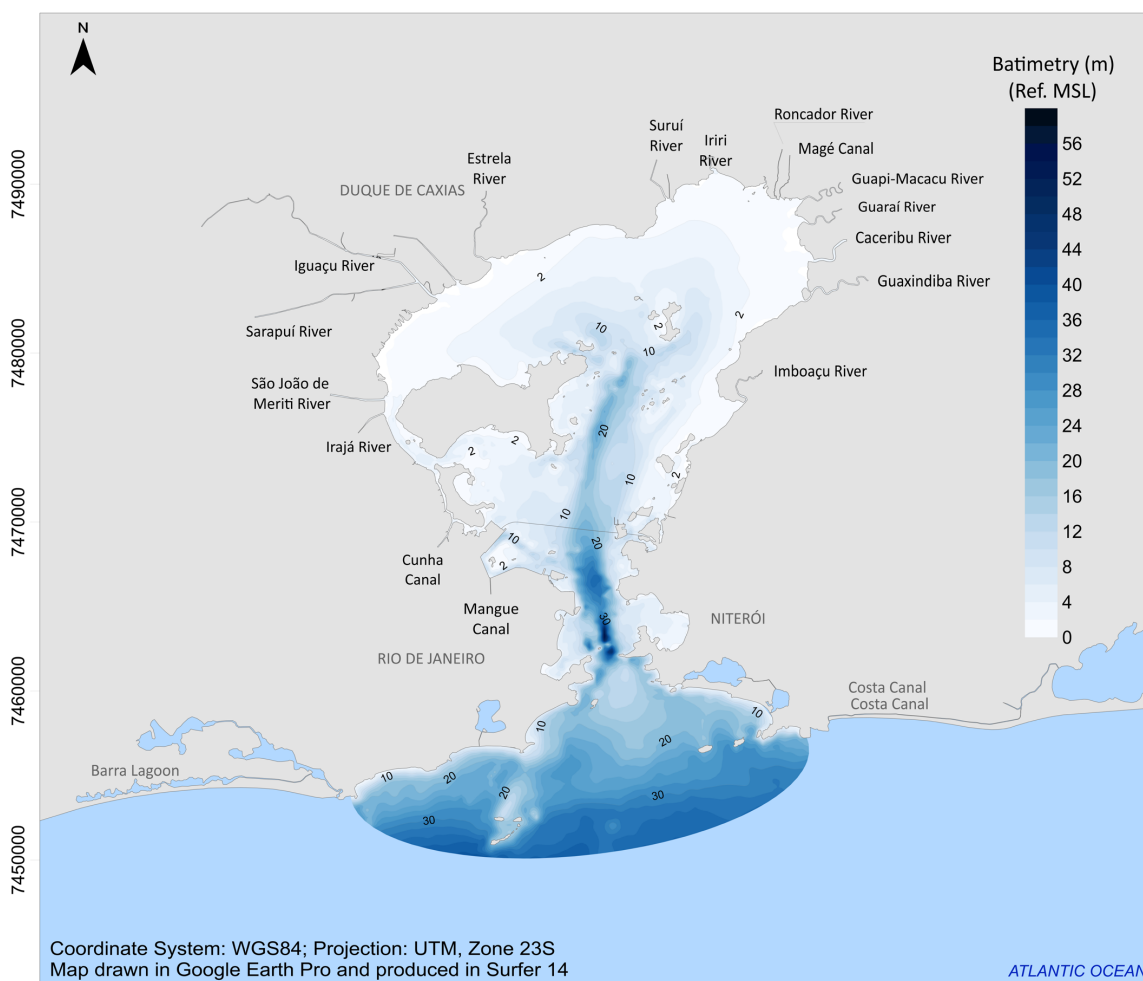 N
Batimetry (m)
(Ref. MSL)
56
52
48
44
40
36
32
28
24
20
16
12
8
4
0
Roncador River
Suruí
River
Iriri
River
Magé Canal
Estrela
River
Guapi-Macacu River
DUQUE DE CAXIAS
Guaraí River
Caceribu River
Iguaçu River
Guaxindiba River
Sarapuí River
Imboaçu River
São João de
Meriti River
Irajá River
Cunha
Canal
Mangue
Canal
NITERÓI
RIO DE JANEIRO
Costa Canal
Costa Canal
Barra Lagoon
2
2
2
10
10
20
2
2
2
10
10
10
20
2
30
10
10
20
10
20
20
30
30
7490000
7480000
7470000
7460000
7450000
Coordinate System: WGS84; Projection: UTM, Zone 23S
Map drawn in Google Earth Pro and produced in Surfer 14
ATLANTIC OCEAN